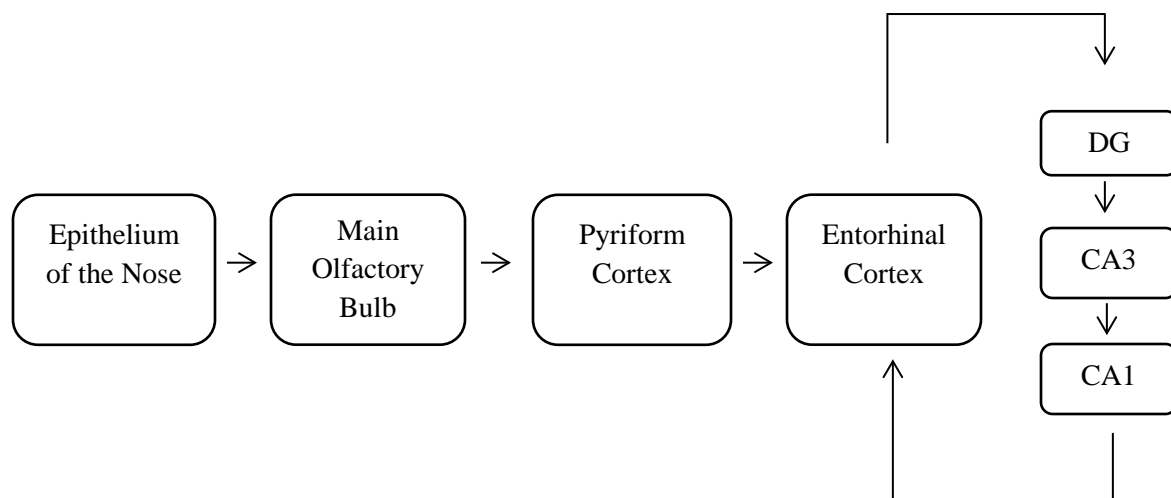 Epithelium
of the Nose
Main
Olfactory
Bulb
Pyriform
Cortex
Entorhinal
Cortex
DG
CA3
CA1